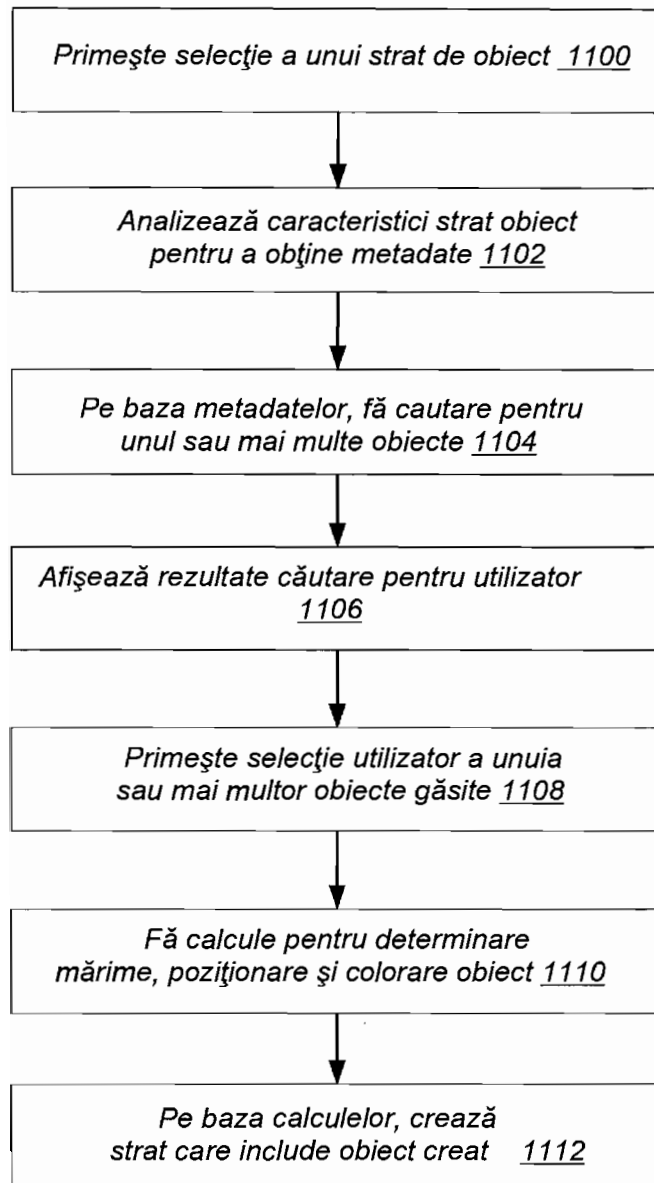 Primeşte selecţie a unui strat de obiect 1100
Analizează caracteristici strat obiect
pentru a obţine metadate 1102
Pe baza metadatelor, fă cautare pentru
unul sau mai multe obiecte 1104
Afişează rezultate căutare pentru utilizator
1106
Primeşte selecţie utilizator a unuia
sau mai multor obiecte găsite 1108
Fă calcule pentru determinare
mărime, poziţionare şi colorare obiect 1110
Pe baza calculelor, crează
strat care include obiect creat 1112